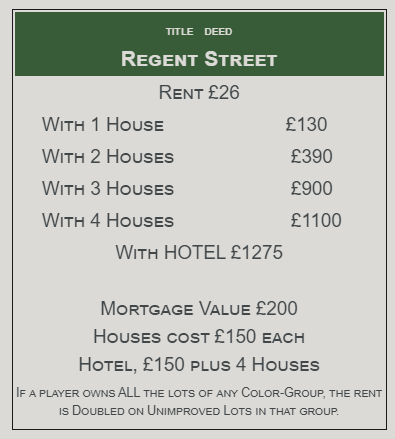 TITLE DEED
REGENT STREET
RENT £26
WITH 1 HOUSE £130
WITH 2 HOUSES £390
WITH 3 HOUSES £900
WITH 4 HOUSES £1100
WITH HOTEL £1275
MORTGAGE VALUE £200
HOUSES COST £150 EACH
HOTEL, £150 PLUS 4 HOUSES
IF A PLAYER OWNS ALL THE LOTS OF ANY COLOR-GROUP, THE RENT
IS DOUBLED ON UNIMPROVED LOTS IN THAT GROUP.